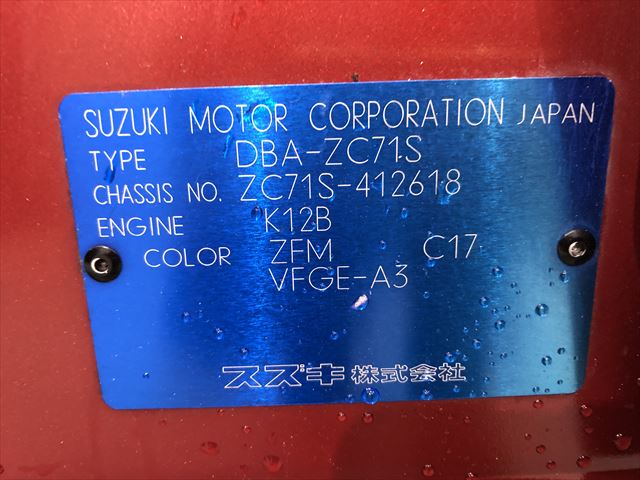 SUZUKI MOTOR CORPORATION JAPAN
TYPE DBA-ZC71S
CHASSIS NO. ZC71S-412618
ENGINE K12B
COLOR ZFM C17
VFGE-A3
スズキ株式会社